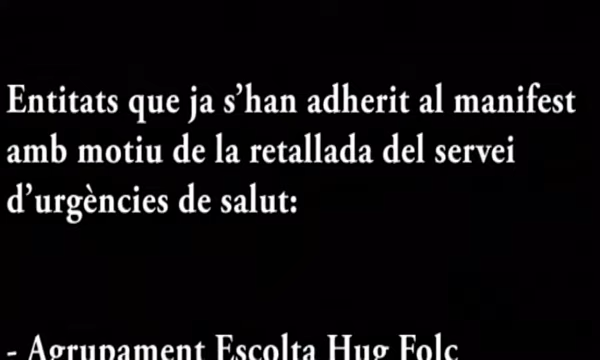 Entitats que ja s'han adherit al manifest
amb motiu de la retallada del servei
d'urgències de salut:
- Agrupament Escolta Hug Folc